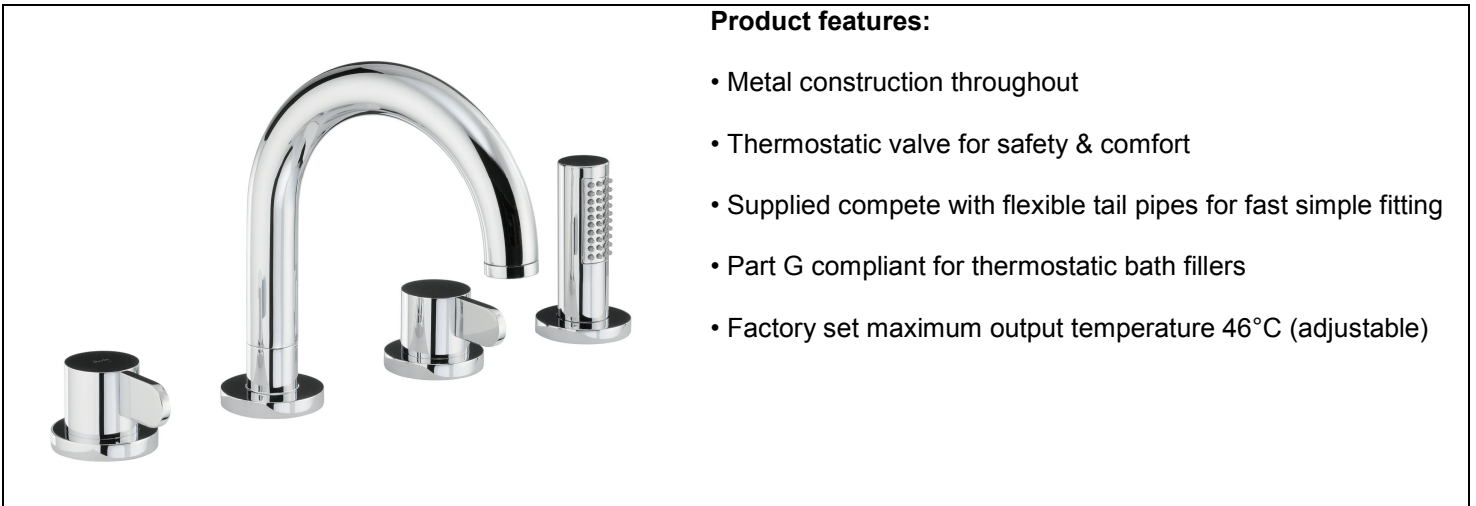 Product features:
• Metal construction throughout
• Thermostatic valve for safety & comfort
• Supplied compete with flexible tail pipes for fast simple fitting
• Part G compliant for thermostatic bath fillers
• Factory set maximum output temperature 46°C (adjustable)